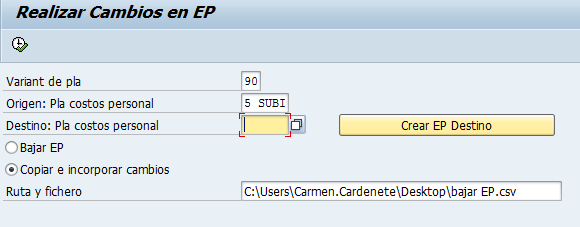 Realizar Cambios en EP
Variant de pla 90
Origen: Pla costos personal 5 SUBI
Destino: Pla costos personal Crear EP Destino
Bajar EP
Copiar e incorporar cambios
Ruta y fichero C:\Users\Carmen.Cardenete\Desktop\bajar EP.csv